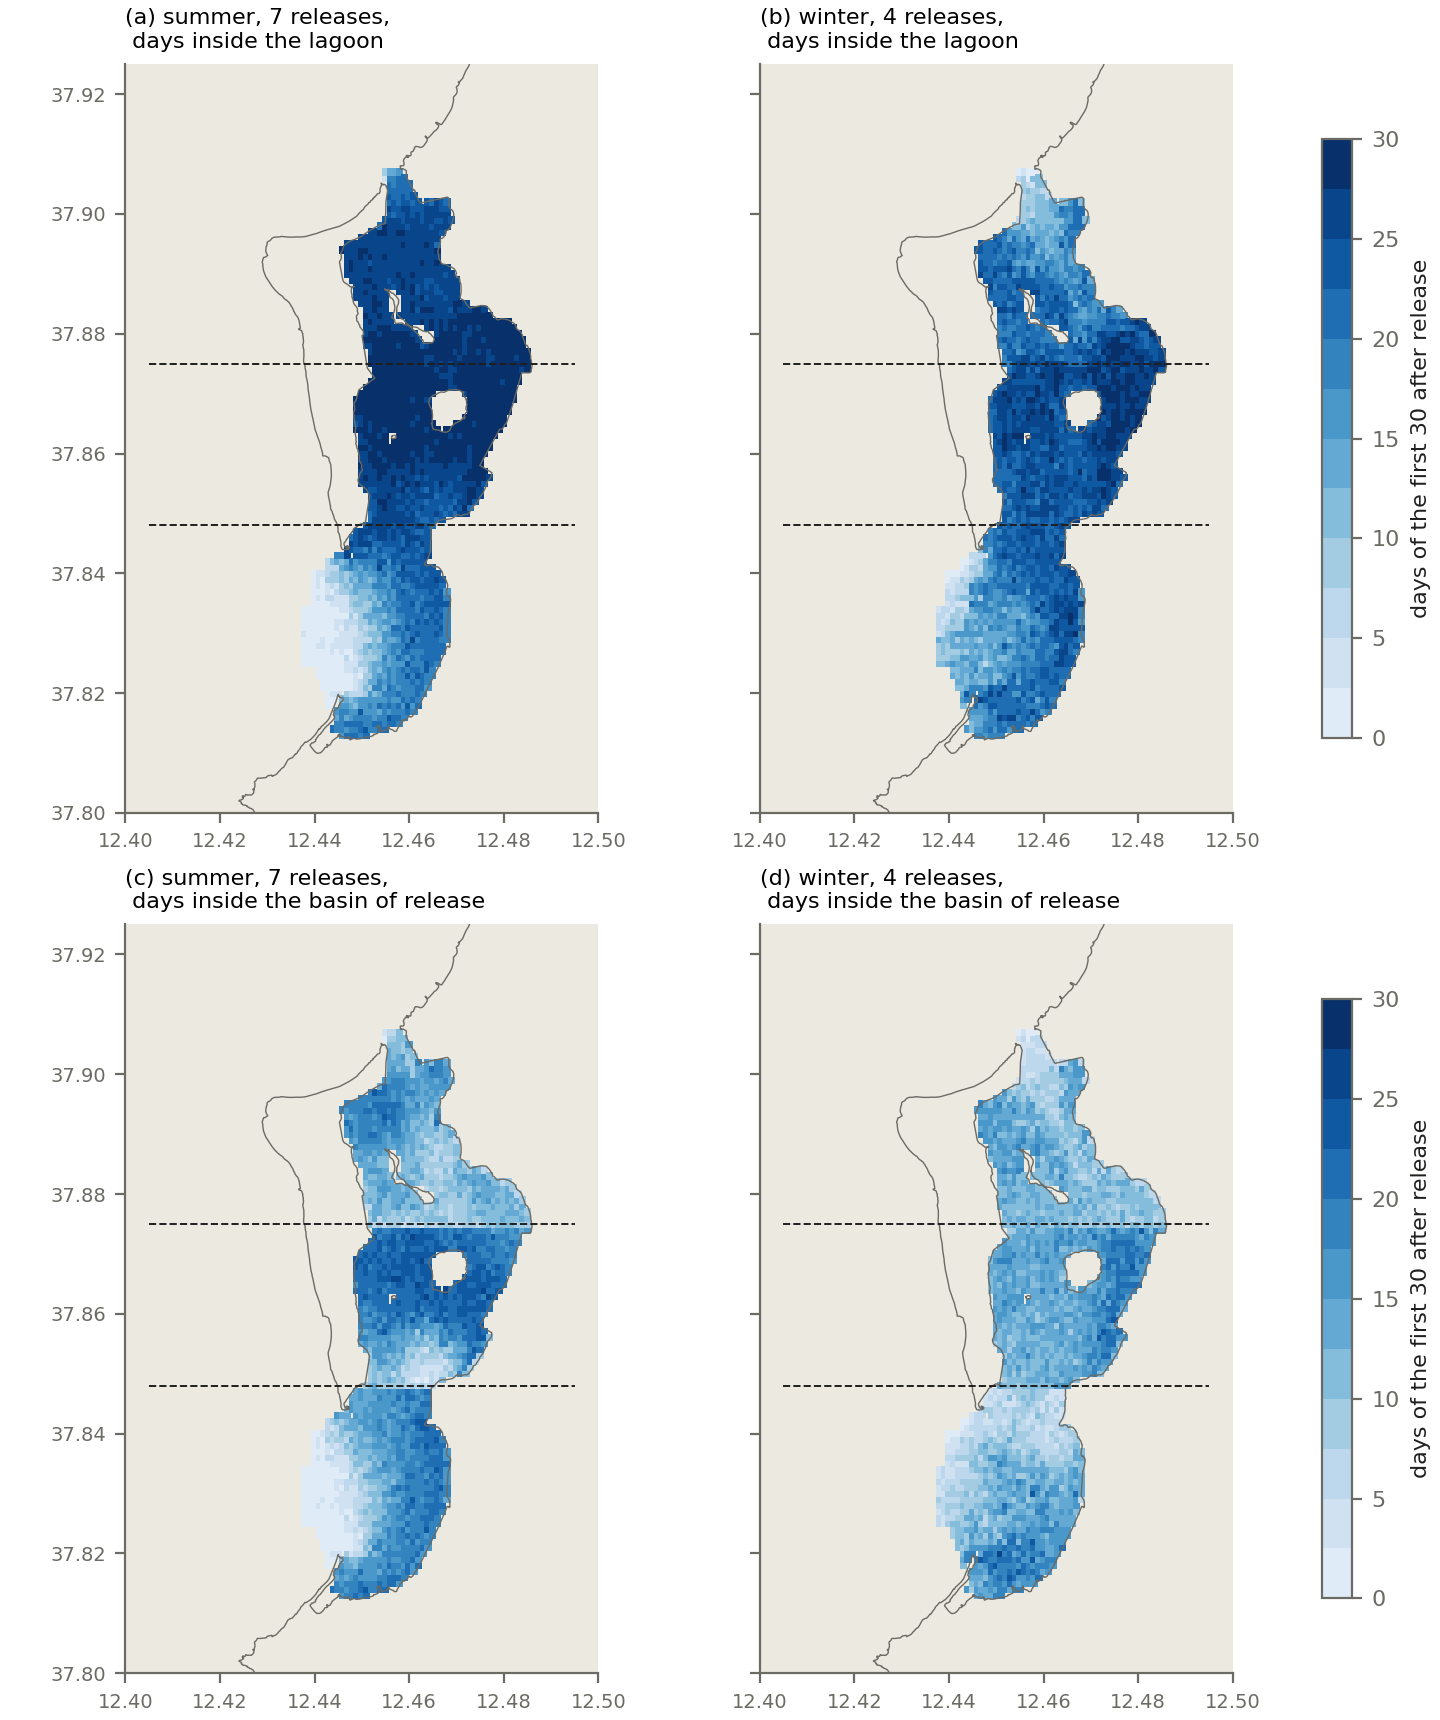 (a) summer, 7 releases,
days inside the lagoon
(b) winter, 4 releases,
days inside the lagoon
37.92
37.90
37.88
37.86
37.84
37.82
37.80
12.40 12.42 12.44 12.46 12.48 12.50
12.40 12.42 12.44 12.46 12.48 12.50
30
25
20
15
10
5
0
days of the first 30 after release
(c) summer, 7 releases,
days inside the basin of release
(d) winter, 4 releases,
days inside the basin of release
37.92
37.90
37.88
37.86
37.84
37.82
37.80
12.40 12.42 12.44 12.46 12.48 12.50
12.40 12.42 12.44 12.46 12.48 12.50
30
25
20
15
10
5
0
days of the first 30 after release